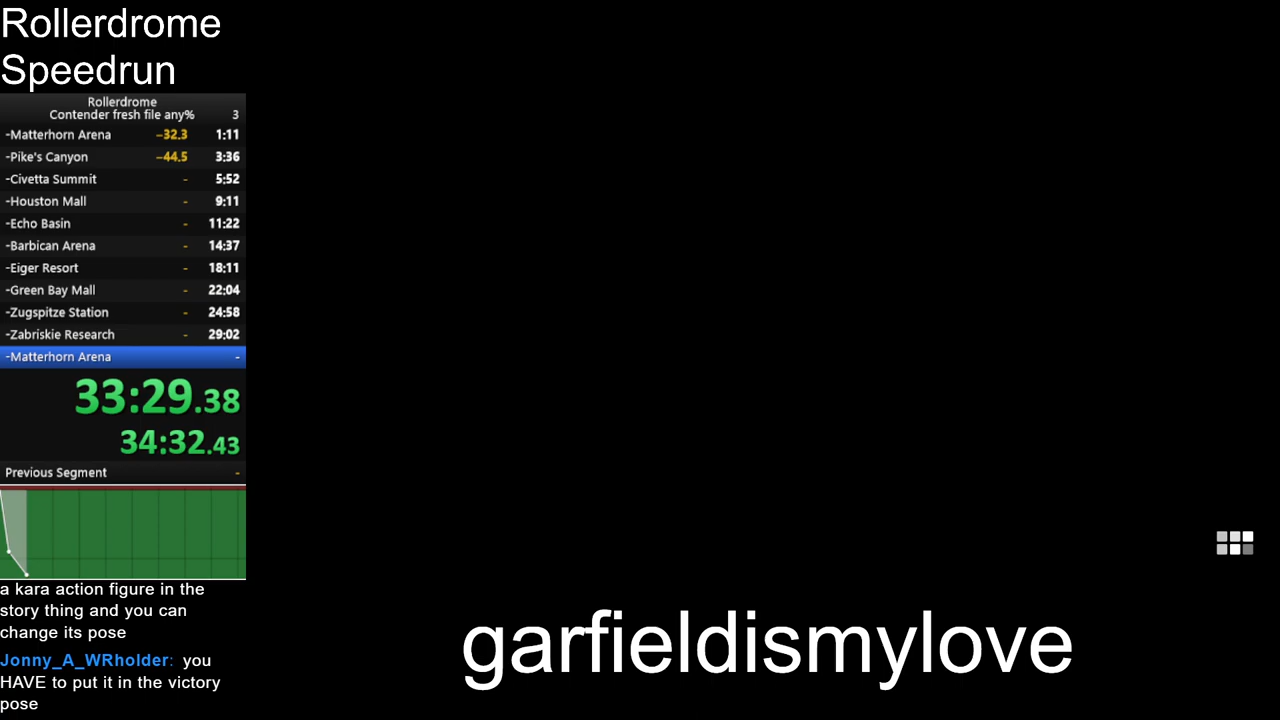 Rollerdrome
Speedrun
Rollerdrome
Contender fresh file any% 3
-Matterhorn Arena −32.3 1:11
-Pike's Canyon −44.5 3:36
-Civetta Summit - 5:52
-Houston Mall - 9:11
-Echo Basin - 11:22
-Barbican Arena - 14:37
-Eiger Resort - 18:11
-Green Bay Mall - 22:04
-Zugspitze Station - 24:58
-Zabriskie Research - 29:02
-Matterhorn Arena -
33:29.38
34:32.43
Previous Segment -
a kara action figure in the
story thing and you can
change its pose
Jonny_A_WRholder: you
HAVE to put it in the victory
pose
garfieldismylove